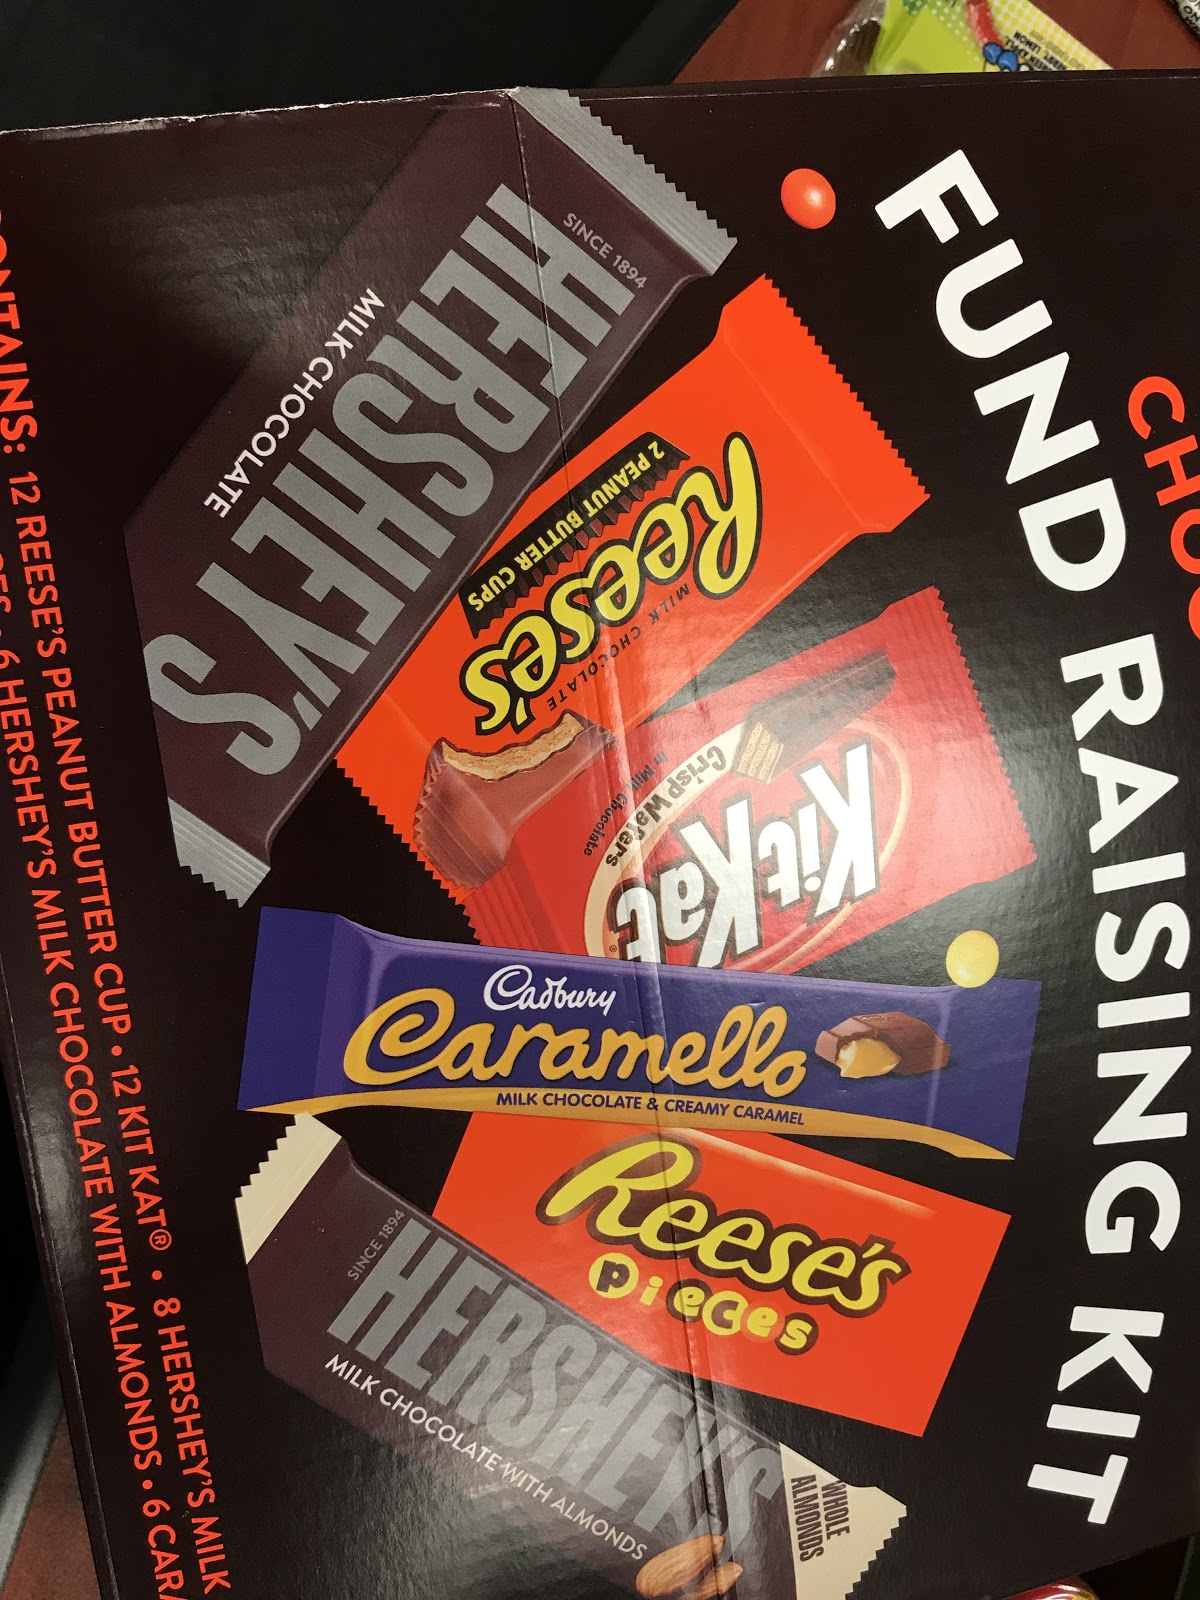 FUND RAISING KIT
SINCE 1894
HERSHEY'S
MILK CHOCOLATE
Reese's
MILK CHOCOLATE
2 PEANUT BUTTER CUPS
Kit Kat
®
Crisp Wafers
in Milk Chocolate
Cadbury
Caramello
MILK CHOCOLATE & CREAMY CARAMEL
Reese's
Pieces
SINCE 1894
HERSHEY'S
MILK CHOCOLATE WITH ALMONDS
WHOLE
ALMONDS
12 REESE'S PEANUT BUTTER CUP • 12 KIT KAT® • 8 HERSHEY'S MILK
• 6 HERSHEY'S MILK CHOCOLATE WITH ALMONDS • 6